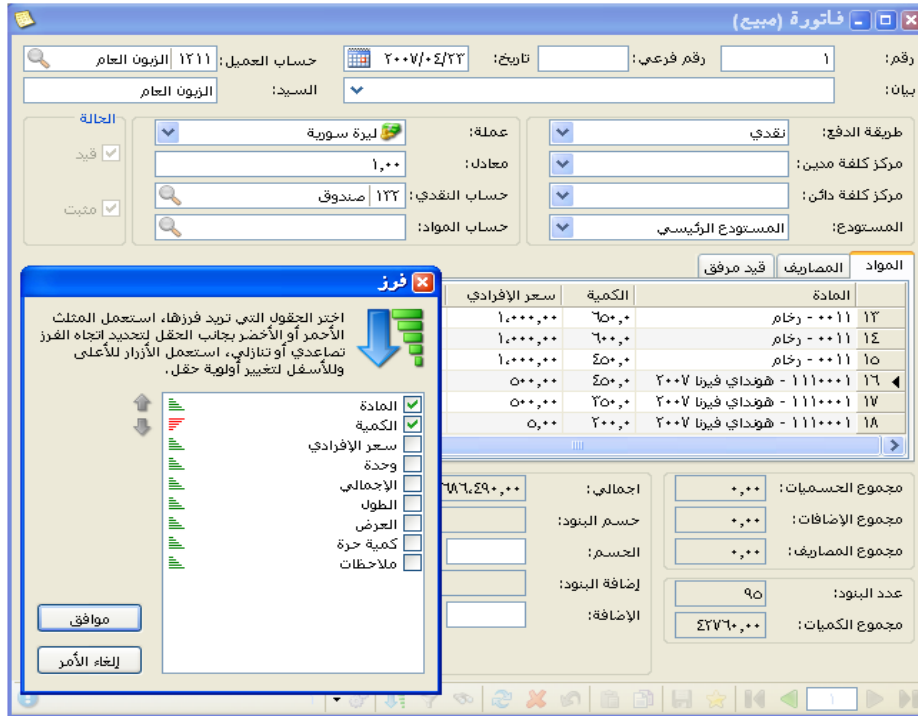 فاتورة (مبيع)
رقم: ١ رقم فرعي: تاريخ: ٢٠٠٧/٠٤/٢٣ حساب العميل: ١٢١١ الزبون العام
بيان: السيد: الزبون العام
طريقة الدفع: نقدي عملة: ليرة سورية الحالة
مركز كلفة مدين: معادل: ١,٠٠ قيد
مركز كلفة دائن: حساب النقدي: ١٣٢ صندوق مثبت
المستودع: المستودع الرئيسي حساب المواد:
المواد المصاريف قيد مرفق
المادة الكمية سعر الإفرادي
١٣ ٠٠١١ - رخام ٦٥٠,٠ ١،٠٠٠,٠٠
١٤ ٠٠١١ - رخام ٦٠٠,٠ ١،٠٠٠,٠٠
١٥ ٠٠١١ - رخام ٤٥٠,٠ ١،٠٠٠,٠٠
١٦ ١١١٠٠٠١ - هونداي فيرنا ٢٠٠٧ ٤٥٠,٠ ٥٠٠,٠٠
١٧ ١١١٠٠٠١ - هونداي فيرنا ٢٠٠٧ ٣٥٠,٠ ٥٠٠,٠٠
١٨ ١١١٠٠٠١ - هونداي فيرنا ٢٠٠٧ ٢٠٠,٠ ٥,٠٠
مجموع الحسميات: ٠,٠٠ اجمالي: ٦٨٦،٤٩٠,٠٠
مجموع الإضافات: ٠,٠٠ حسم البنود:
مجموع المصاريف: ٠,٠٠ الحسم:
إضافة البنود:
عدد البنود: ٩٥ الإضافة:
مجموع الكميات: ٤٢٧٦٠,٠٠
١
فرز
اختر الحقول التي تريد فرزها، استعمل المثلث
الأحمر أو الأخضر بجانب الحقل لتحديد اتجاه الفرز
تصاعدي أو تنازلي، استعمل الأزرار للأعلى
وللأسفل لتغيير أولوية حقل.
المادة
الكمية
سعر الإفرادي
وحدة
الإجمالي
الطول
العرض
كمية حرة
ملاحظات
موافق
إلغاء الأمر